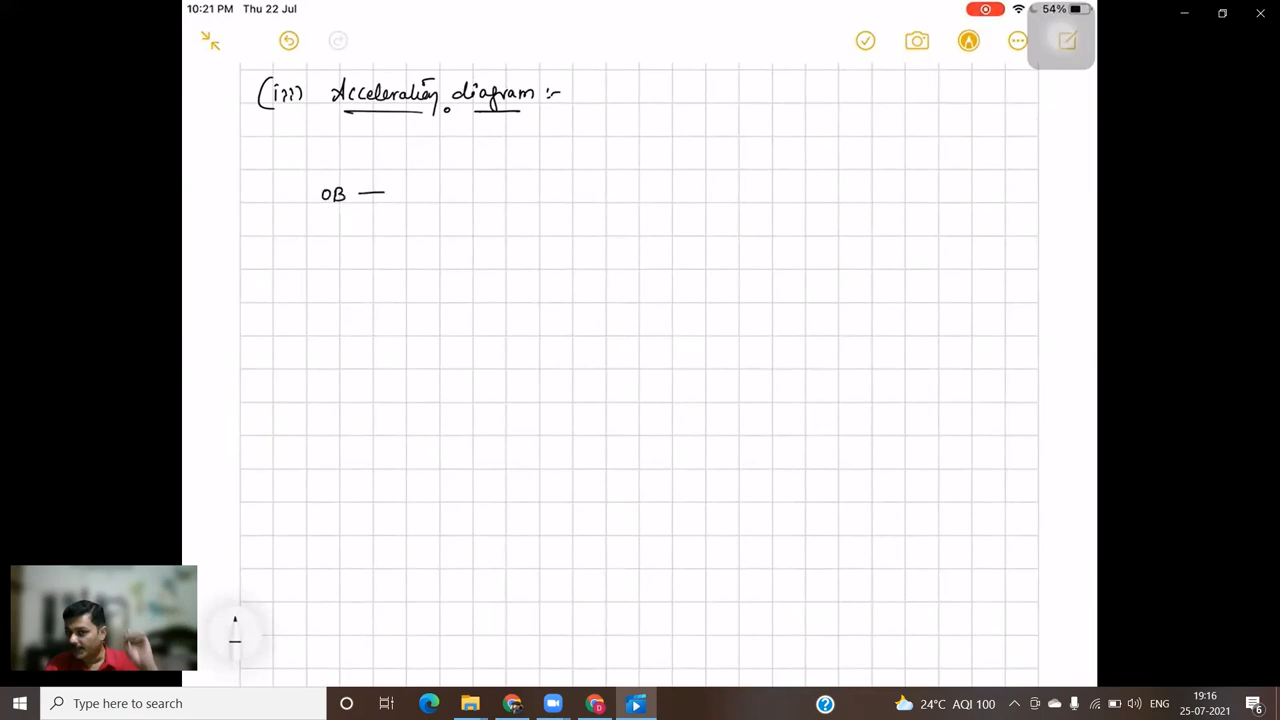 10:21 PM Thu 22 Jul 54%
(iii) Acceleration diagram :-
OB —
Type here to search
24°C AQI 100
ENG
19:16
25-07-2021
6